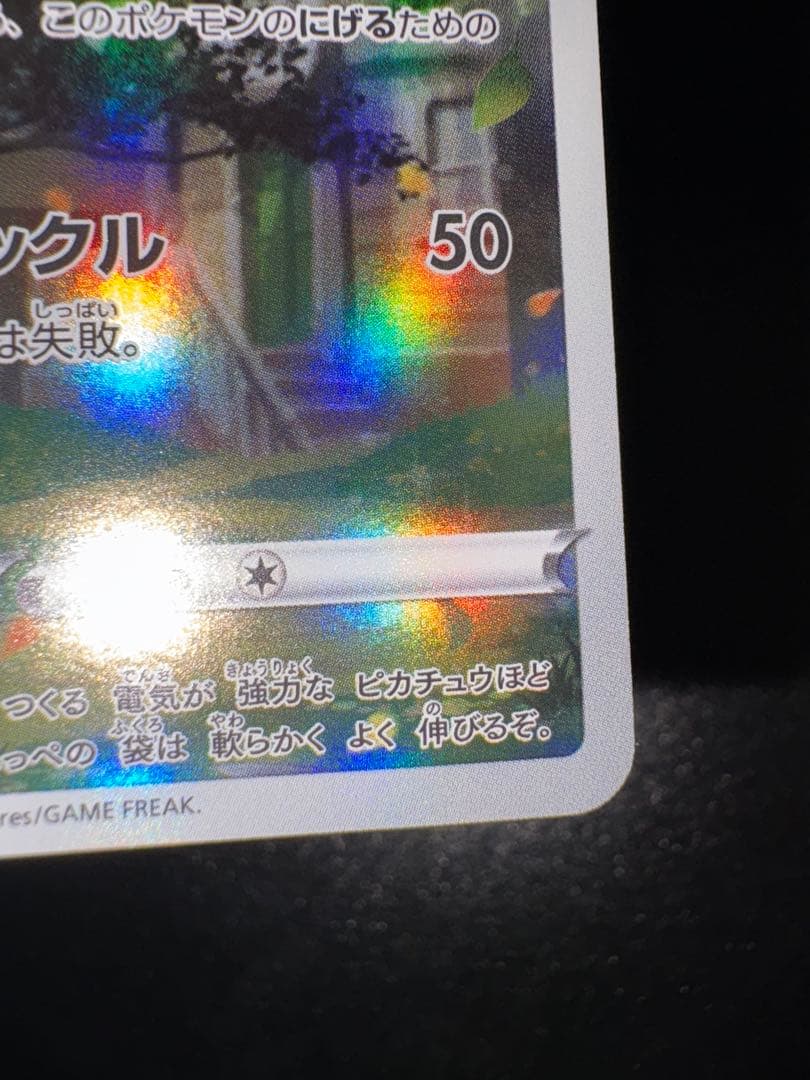 、このポケモンのにげるための
ックル 50
しっぱい
は失敗。
でんき きょうりょく
つくる 電気が 強力な ピカチュウほど
ふくろ やわ の
っぺの 袋は 軟らかく よく 伸びるぞ。
res/GAME FREAK.